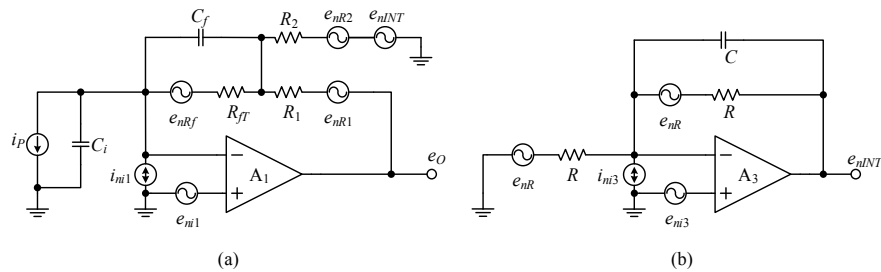 C_f
R_2
e_nR2
e_nINT
e_nRf
R_fT
R_1
e_nR1
i_P
C_i
i_ni1
−
+
A_1
e_ni1
e_O
(a)
C
e_nR
R
e_nR
R
i_ni3
−
+
A_3
e_ni3
e_nINT
(b)